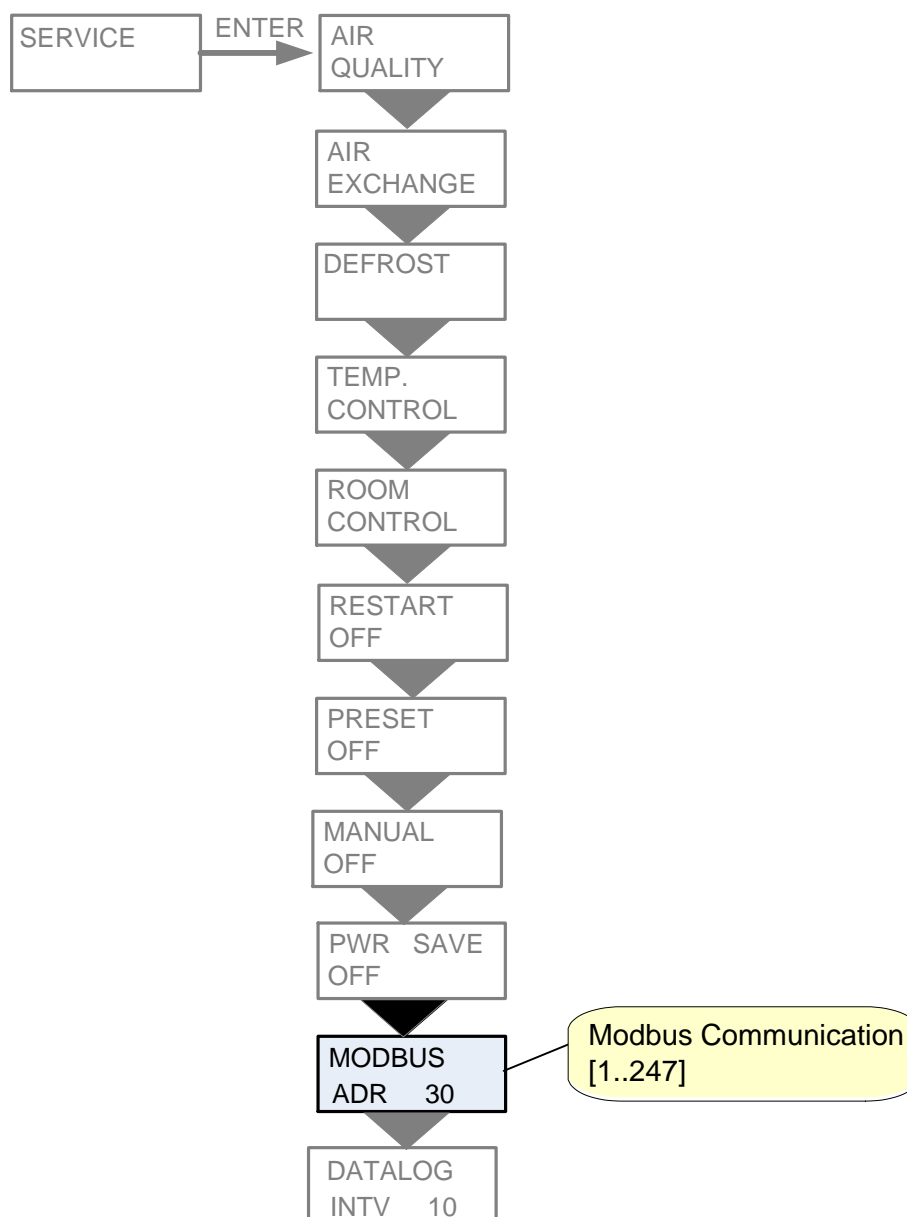 SERVICE
ENTER
AIR
QUALITY
AIR
EXCHANGE
DEFROST
TEMP.
CONTROL
ROOM
CONTROL
RESTART
OFF
PRESET
OFF
MANUAL
OFF
PWR SAVE
OFF
MODBUS
ADR 30
Modbus Communication
[1..247]
DATALOG
INTV 10